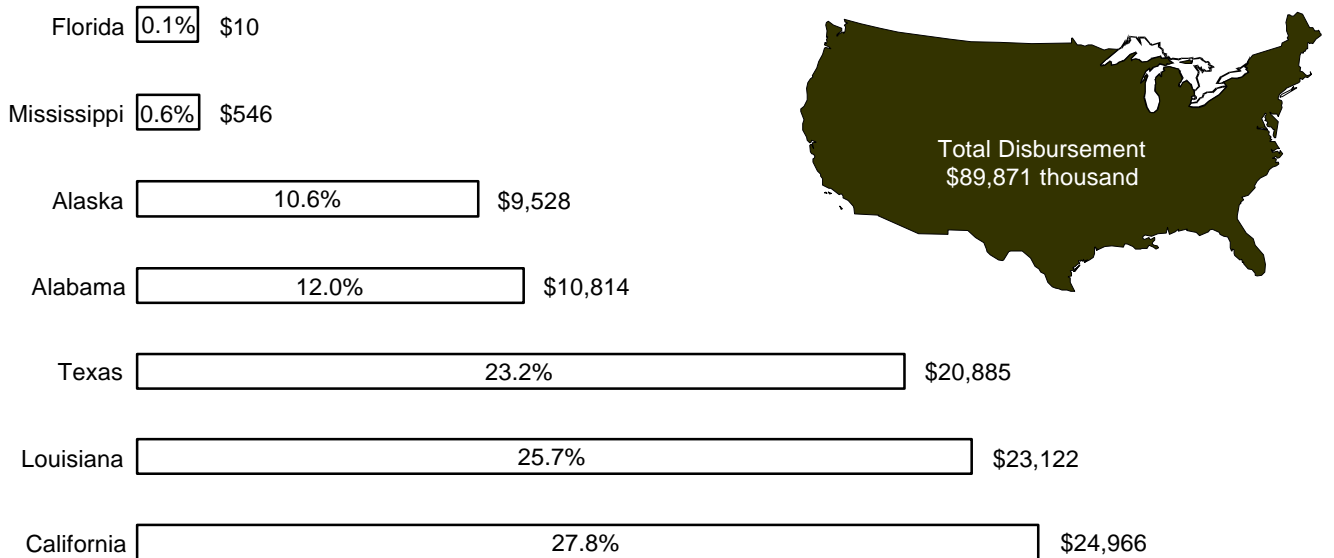 Florida 0.1% $10
Mississippi 0.6% $546
Total Disbursement
$89,871 thousand
Alaska 10.6% $9,528
Alabama 12.0% $10,814
Texas 23.2% $20,885
Louisiana 25.7% $23,122
California 27.8% $24,966